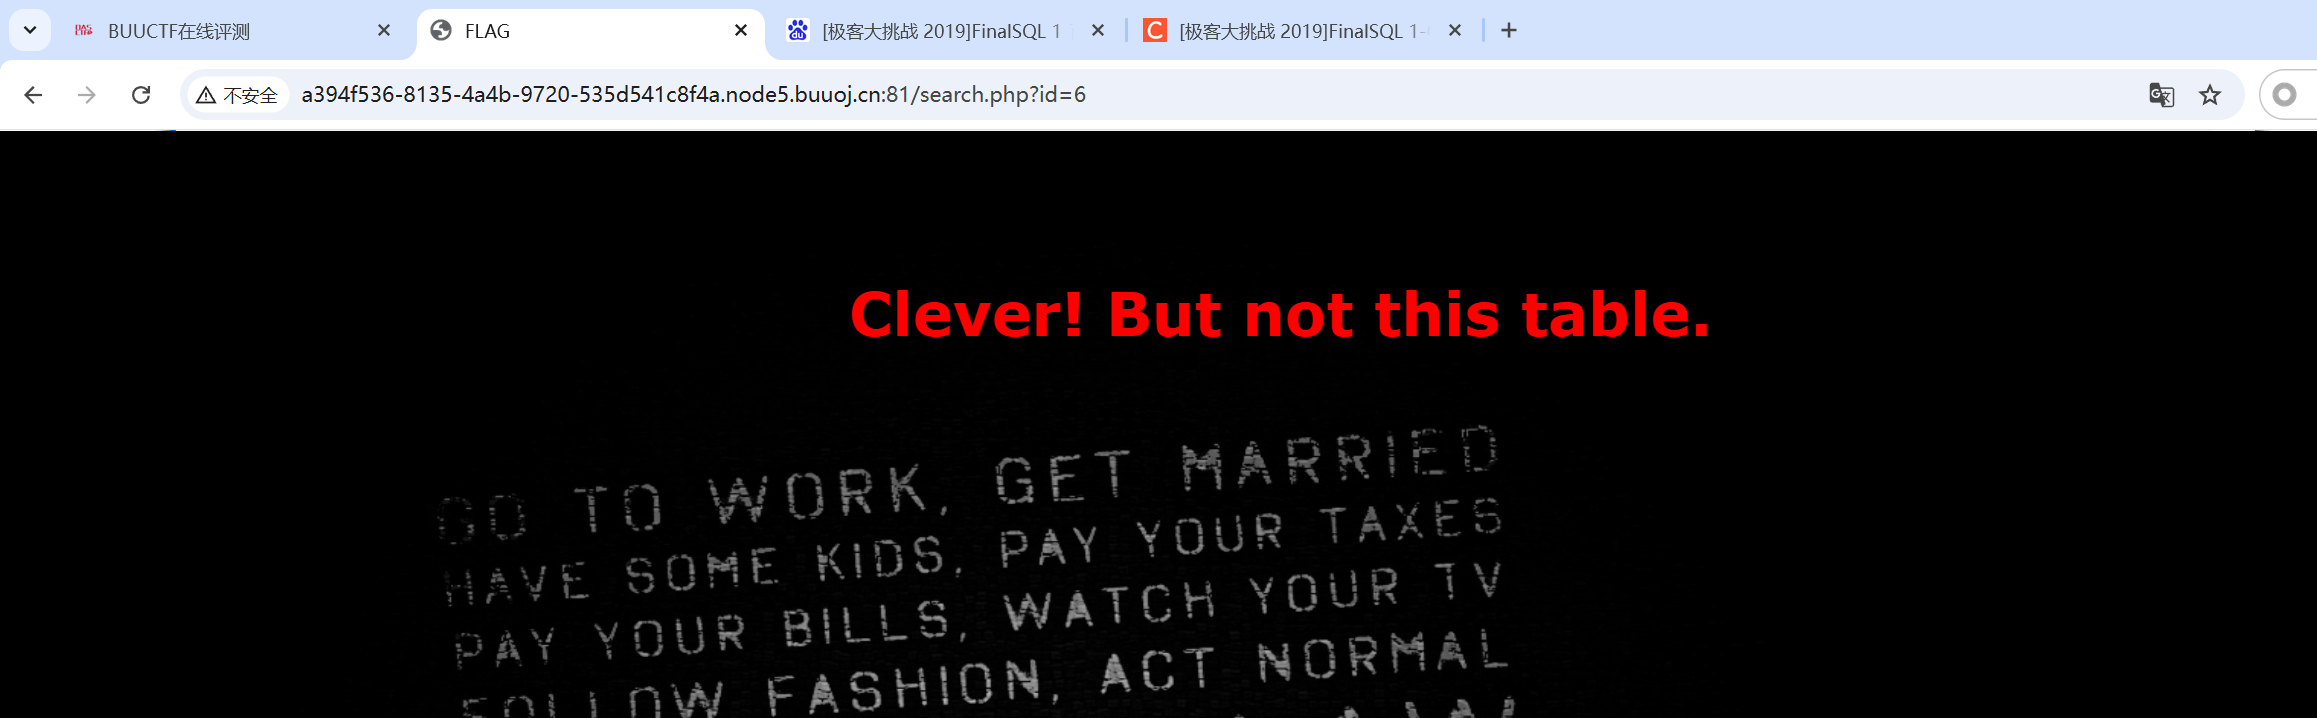 BUUCTF在线评测
FLAG
[极客大挑战 2019]FinalSQL 1
[极客大挑战 2019]FinalSQL 1-
不安全
a394f536-8135-4a4b-9720-535d541c8f4a.node5.buuoj.cn:81/search.php?id=6
Clever! But not this table.
GO TO WORK, GET MARRIED
HAVE SOME KIDS, PAY YOUR TAXES
PAY YOUR BILLS, WATCH YOUR TV
FOLLOW FASHION, ACT NORMAL